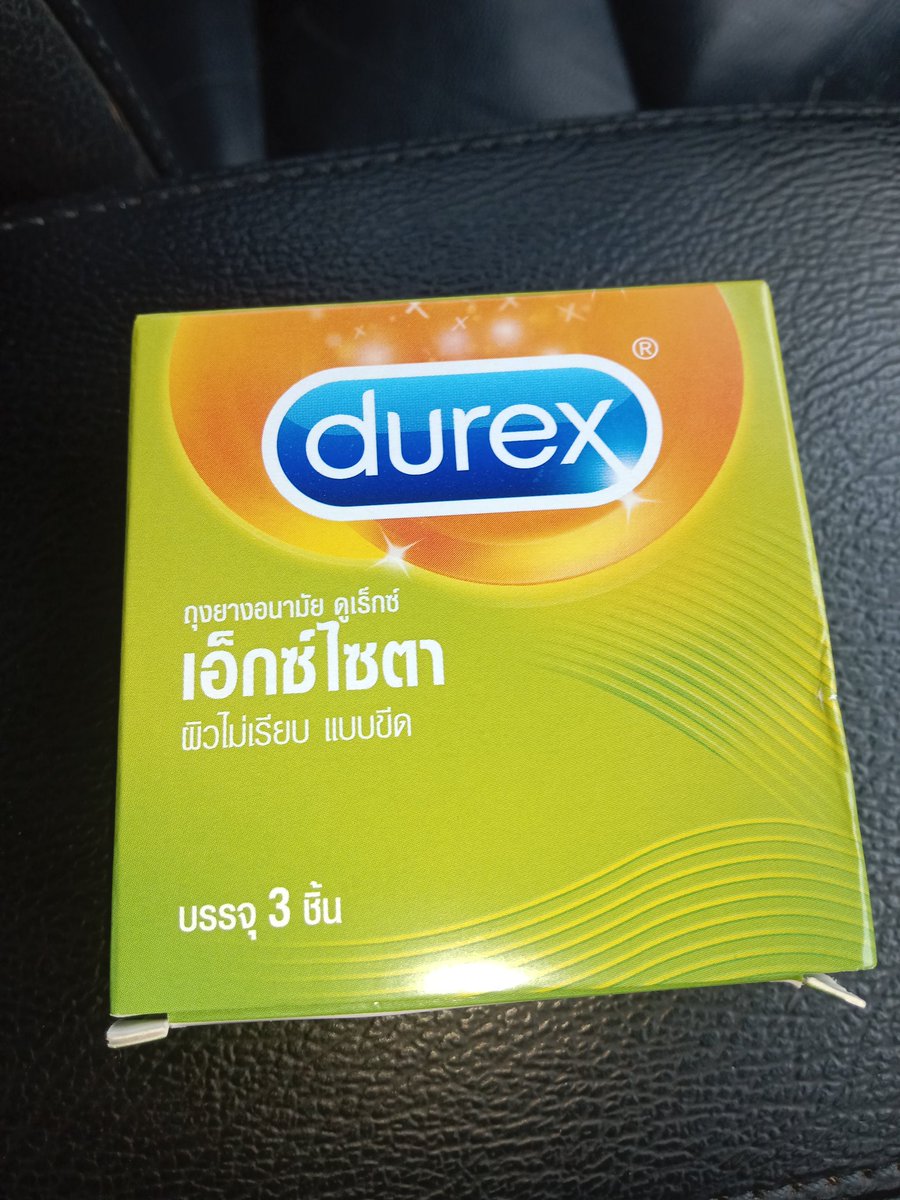 durex®
ถุงยางอนามัย ดูเร็กซ์
เอ็กซ์ไซตา
ผิวไม่เรียบ แบบขีด
บรรจุ 3 ชิ้น